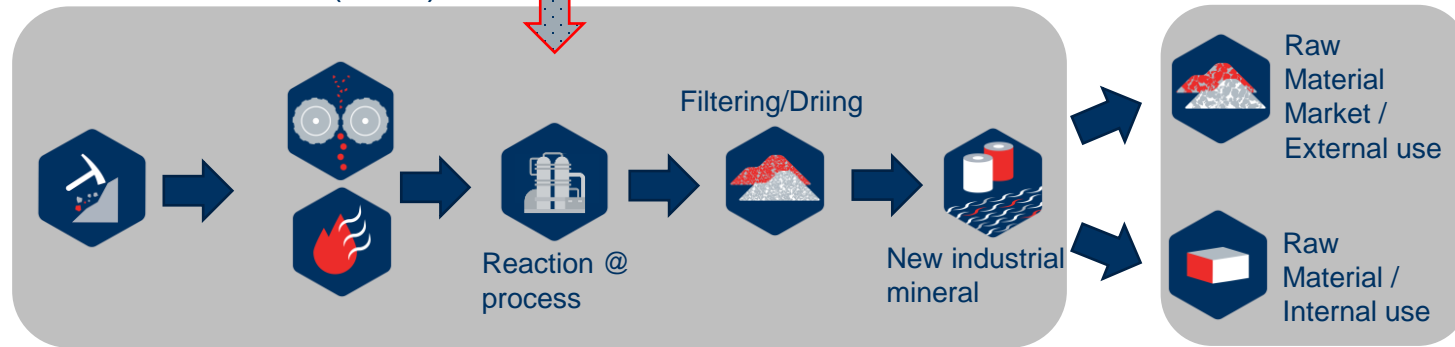 Filtering/Driing
Reaction @
process
New industrial
mineral
Raw
Material
Market /
External use
Raw
Material /
Internal use